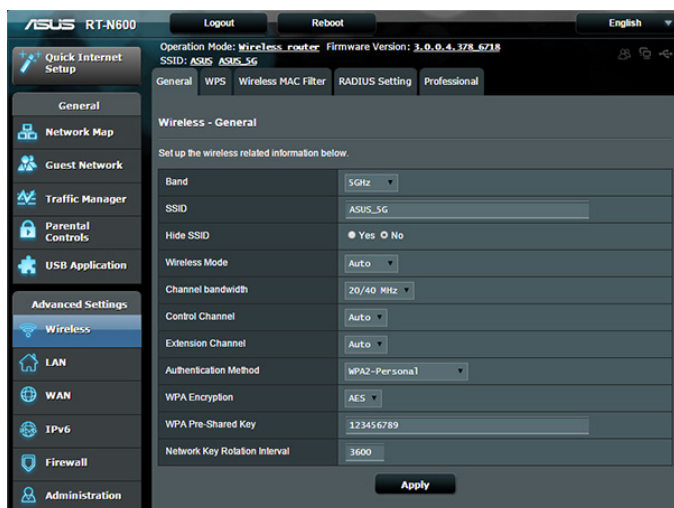 ASUS RT-N600 Logout Reboot English
Quick Internet Setup
Operation Mode: Wireless router Firmware Version: 3.0.0.4.378_6718
SSID: ASUS ASUS_5G
General WPS Wireless MAC Filter RADIUS Setting Professional
General
Network Map
Guest Network
Traffic Manager
Parental Controls
USB Application
Advanced Settings
Wireless
LAN
WAN
IPv6
Firewall
Administration
Wireless - General
Set up the wireless related information below.
Band 5GHz
SSID ASUS_5G
Hide SSID Yes No
Wireless Mode Auto
Channel bandwidth 20/40 MHz
Control Channel Auto
Extension Channel Auto
Authentication Method WPA2-Personal
WPA Encryption AES
WPA Pre-Shared Key 123456789
Network Key Rotation Interval 3600
Apply